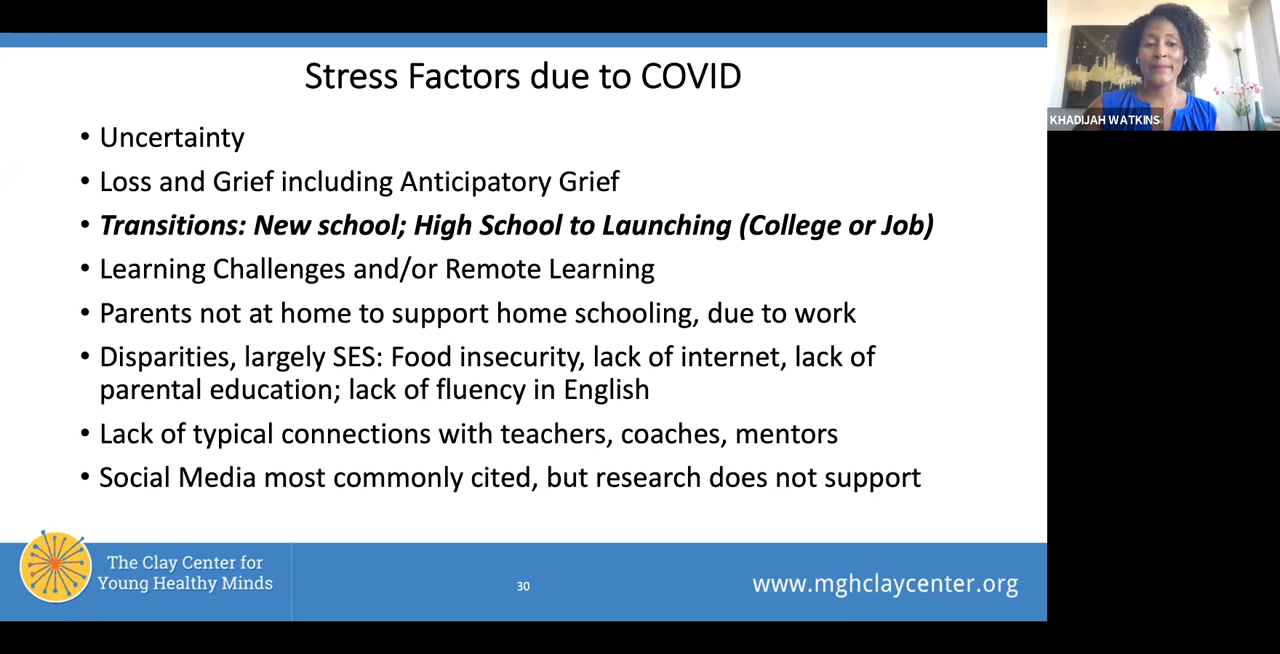 Stress Factors due to COVID
• Uncertainty
• Loss and Grief including Anticipatory Grief
• Transitions: New school; High School to Launching (College or Job)
• Learning Challenges and/or Remote Learning
• Parents not at home to support home schooling, due to work
• Disparities, largely SES: Food insecurity, lack of internet, lack of
parental education; lack of fluency in English
• Lack of typical connections with teachers, coaches, mentors
• Social Media most commonly cited, but research does not support
The Clay Center for
Young Healthy Minds
30
www.mghclaycenter.org
KHADIJAH WATKINS